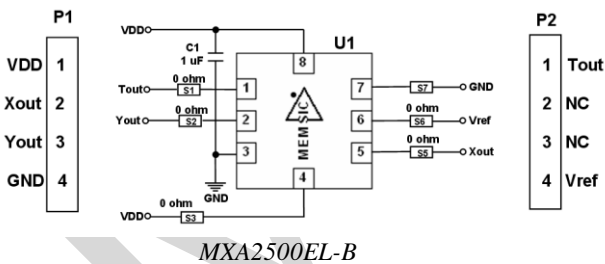 P1
VDD 1
Xout 2
Yout 3
GND 4
VDD
C1
1 uF
U1
8
0 ohm
Tout S1 1
0 ohm
Yout S2 2
3
GND
4
0 ohm
VDD S3
MEMSIC
7 S7 GND
0 ohm
6 S6 Vref
0 ohm
5 S5 Xout
P2
1 Tout
2 NC
3 NC
4 Vref
MXA2500EL-B